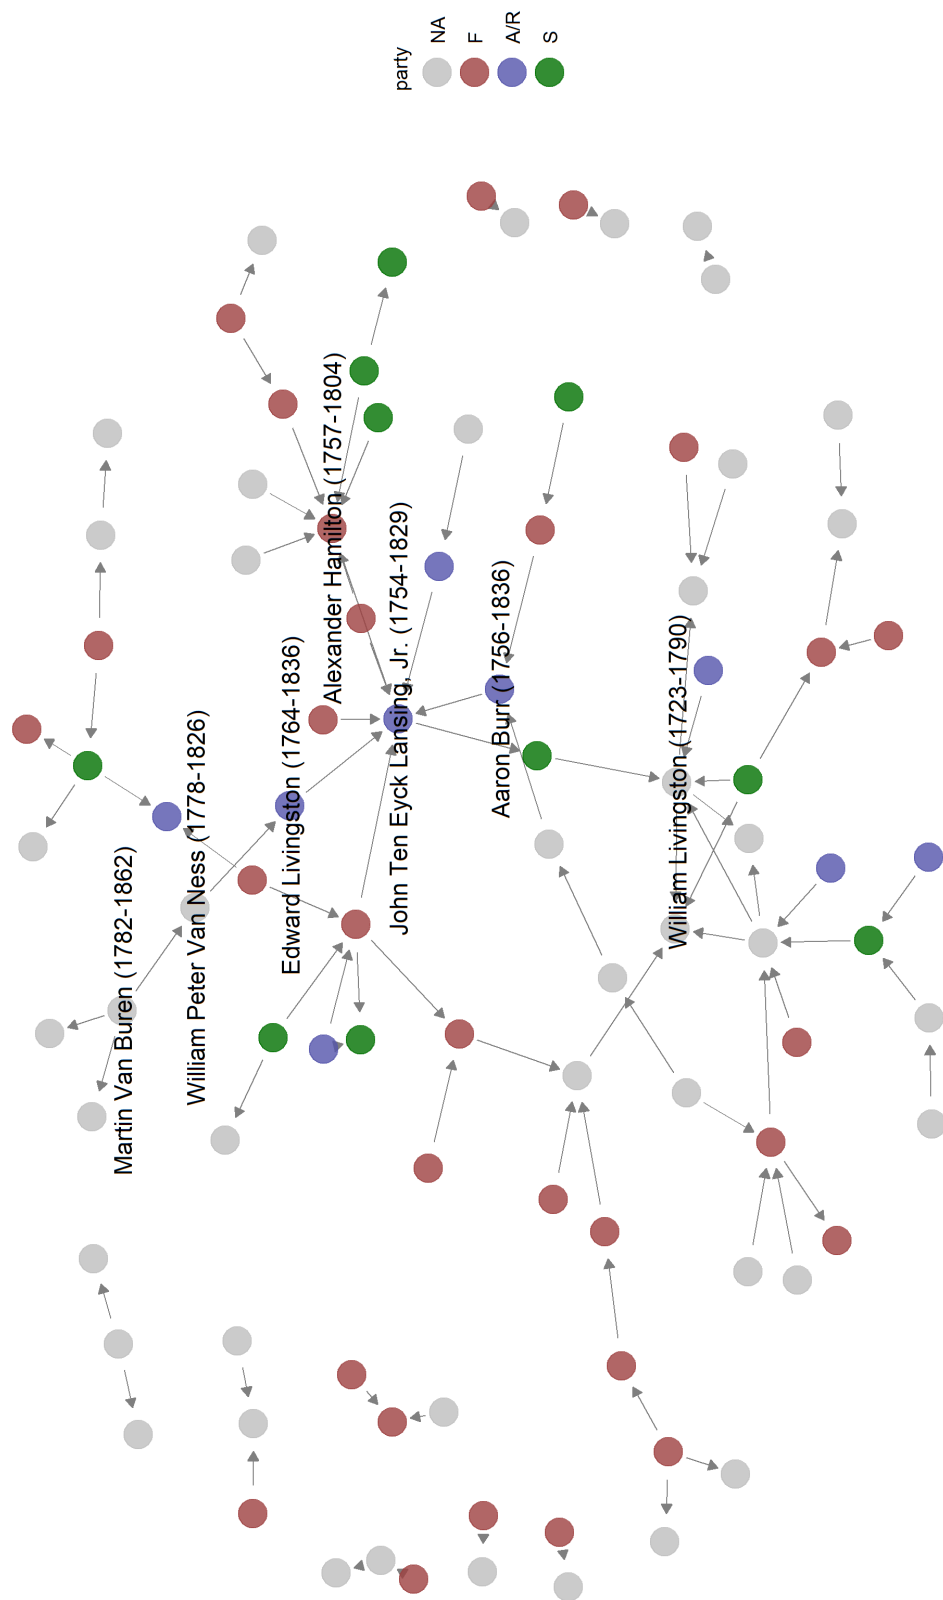 party
NA
F
A/R
S
Martin Van Buren (1782-1862)
William Peter Van Ness (1778-1826)
Edward Livingston (1764-1836)
Alexander Hamilton (1757-1804)
John Ten Eyck Lansing, Jr. (1754-1829)
Aaron Burr (1756-1836)
William Livingston (1723-1790)